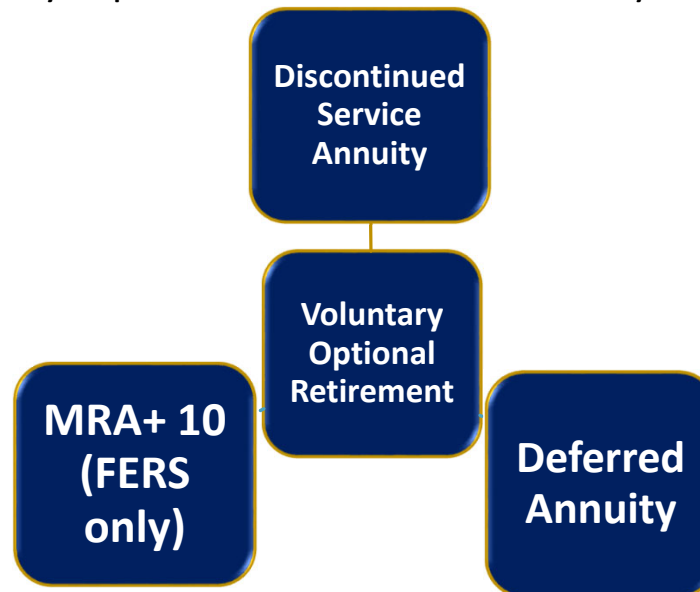 Discontinued
Service
Annuity
Voluntary
Optional
Retirement
MRA+ 10
(FERS
only)
Deferred
Annuity